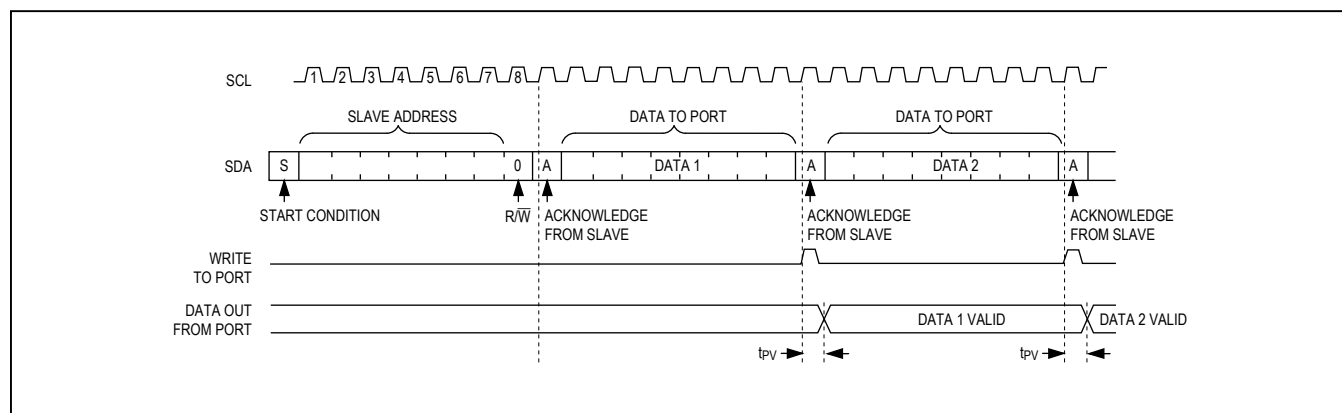 SCL 1 2 3 4 5 6 7 8
SLAVE ADDRESS DATA TO PORT DATA TO PORT
SDA S 0 A DATA 1 A DATA 2 A
START CONDITION R/W̅ ACKNOWLEDGE FROM SLAVE ACKNOWLEDGE FROM SLAVE ACKNOWLEDGE FROM SLAVE
WRITE
TO PORT
DATA OUT
FROM PORT
DATA 1 VALID DATA 2 VALID
tPV tPV